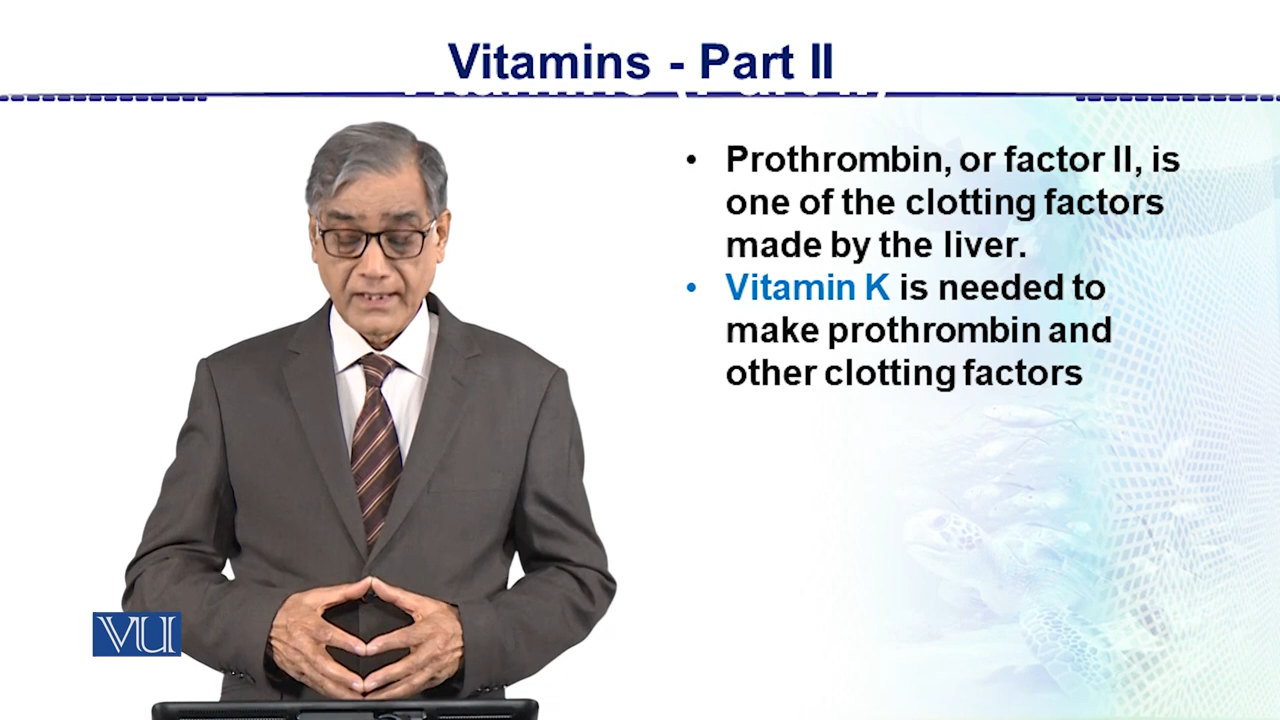 Vitamins - Part II
• Prothrombin, or factor II, is
one of the clotting factors
made by the liver.
• Vitamin K is needed to
make prothrombin and
other clotting factors
VU